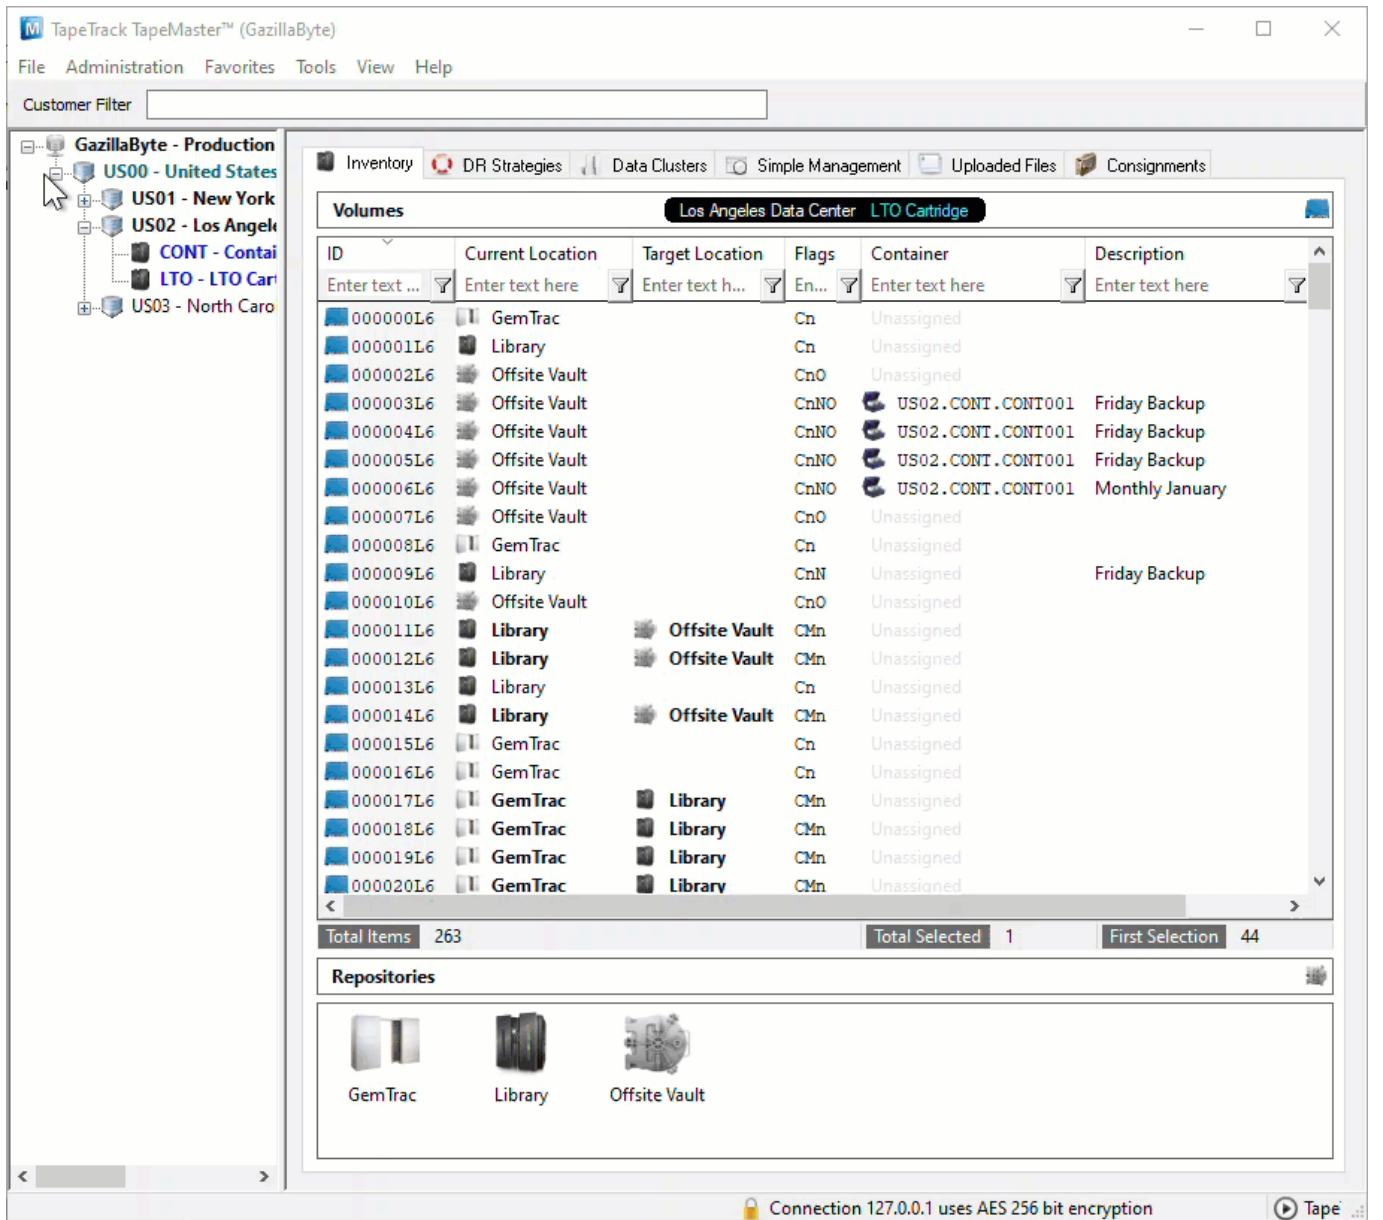 TapeTrack TapeMaster™ (GazillaByte)
File Administration Favorites Tools View Help
Customer Filter
GazillaByte - Production
US00 - United States
US01 - New York
US02 - Los Angele
CONT - Contai
LTO - LTO Cart
US03 - North Caro
Inventory DR Strategies Data Clusters Simple Management Uploaded Files Consignments
Volumes Los Angeles Data Center LTO Cartridge
ID Current Location Target Location Flags Container Description
Enter text ... Enter text here Enter text h... En... Enter text here Enter text here
000000L6 GemTrac Cn Unassigned
000001L6 Library Cn Unassigned
000002L6 Offsite Vault CnO Unassigned
000003L6 Offsite Vault CnNO US02.CONT.CONT001 Friday Backup
000004L6 Offsite Vault CnNO US02.CONT.CONT001 Friday Backup
000005L6 Offsite Vault CnNO US02.CONT.CONT001 Friday Backup
000006L6 Offsite Vault CnNO US02.CONT.CONT001 Monthly January
000007L6 Offsite Vault CnO Unassigned
000008L6 GemTrac Cn Unassigned
000009L6 Library CnN Unassigned Friday Backup
000010L6 Offsite Vault CnO Unassigned
000011L6 Library Offsite Vault CMn Unassigned
000012L6 Library Offsite Vault CMn Unassigned
000013L6 Library Cn Unassigned
000014L6 Library Offsite Vault CMn Unassigned
000015L6 GemTrac Cn Unassigned
000016L6 GemTrac Cn Unassigned
000017L6 GemTrac Library CMn Unassigned
000018L6 GemTrac Library CMn Unassigned
000019L6 GemTrac Library CMn Unassigned
000020L6 GemTrac Library CMn Unassigned
Total Items 263 Total Selected 1 First Selection 44
Repositories
GemTrac Library Offsite Vault
Connection 127.0.0.1 uses AES 256 bit encryption Tape